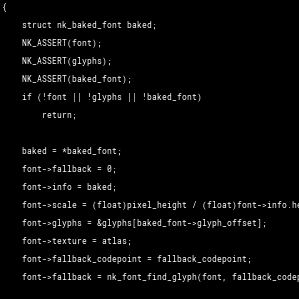 {
    struct nk_baked_font baked;
    NK_ASSERT(font);
    NK_ASSERT(glyphs);
    NK_ASSERT(baked_font);
    if (!font || !glyphs || !baked_font)
        return;

    baked = *baked_font;
    font->fallback = 0;
    font->info = baked;
    font->scale = (float)pixel_height / (float)font->info.he
    font->glyphs = &glyphs[baked_font->glyph_offset];
    font->texture = atlas;
    font->fallback_codepoint = fallback_codepoint;
    font->fallback = nk_font_find_glyph(font, fallback_codep